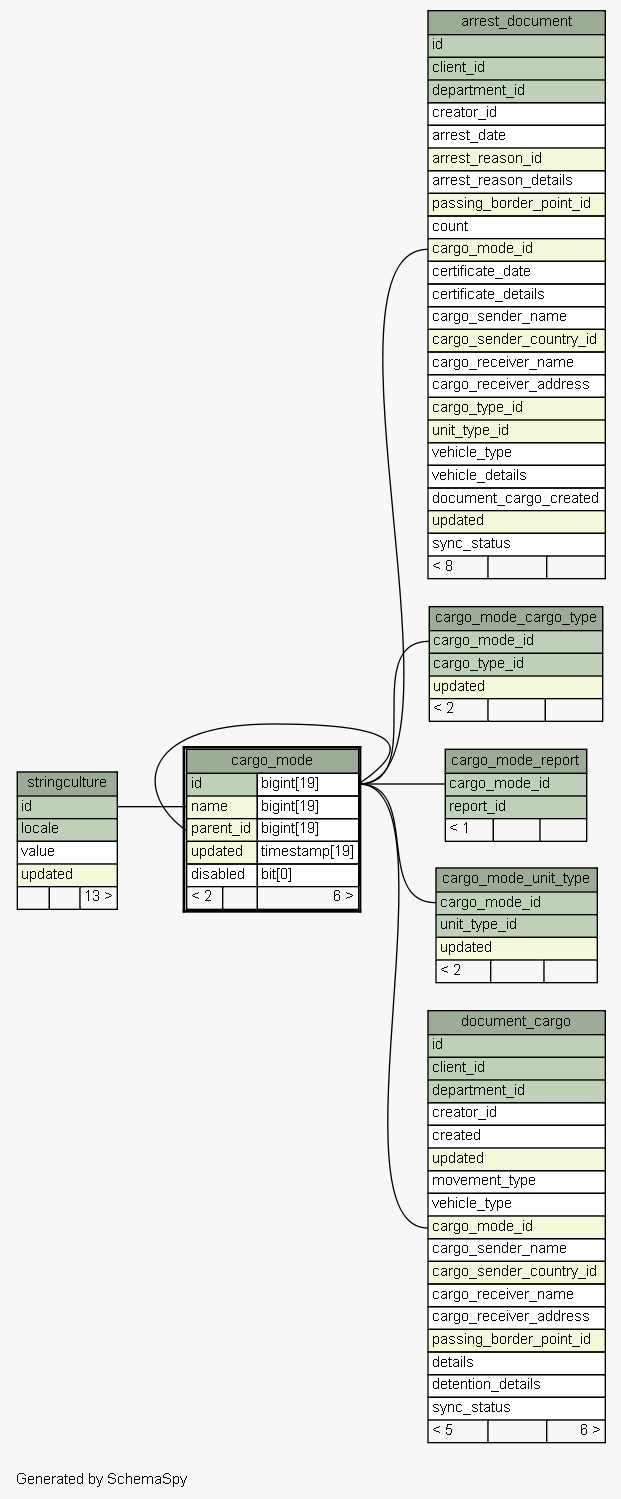 arrest_document
id
client_id
department_id
creator_id
arrest_date
arrest_reason_id
arrest_reason_details
passing_border_point_id
count
cargo_mode_id
certificate_date
certificate_details
cargo_sender_name
cargo_sender_country_id
cargo_receiver_name
cargo_receiver_address
cargo_type_id
unit_type_id
vehicle_type
vehicle_details
document_cargo_created
updated
sync_status
< 8
cargo_mode_cargo_type
cargo_mode_id
cargo_type_id
updated
< 2
stringculture
id
locale
value
updated
13 >
cargo_mode
id bigint[19]
name bigint[19]
parent_id bigint[19]
updated timestamp[19]
disabled bit[0]
< 2 6 >
cargo_mode_report
cargo_mode_id
report_id
< 1
cargo_mode_unit_type
cargo_mode_id
unit_type_id
updated
< 2
document_cargo
id
client_id
department_id
creator_id
created
updated
movement_type
vehicle_type
cargo_mode_id
cargo_sender_name
cargo_sender_country_id
cargo_receiver_name
cargo_receiver_address
passing_border_point_id
details
detention_details
sync_status
< 5 6 >
Generated by SchemaSpy